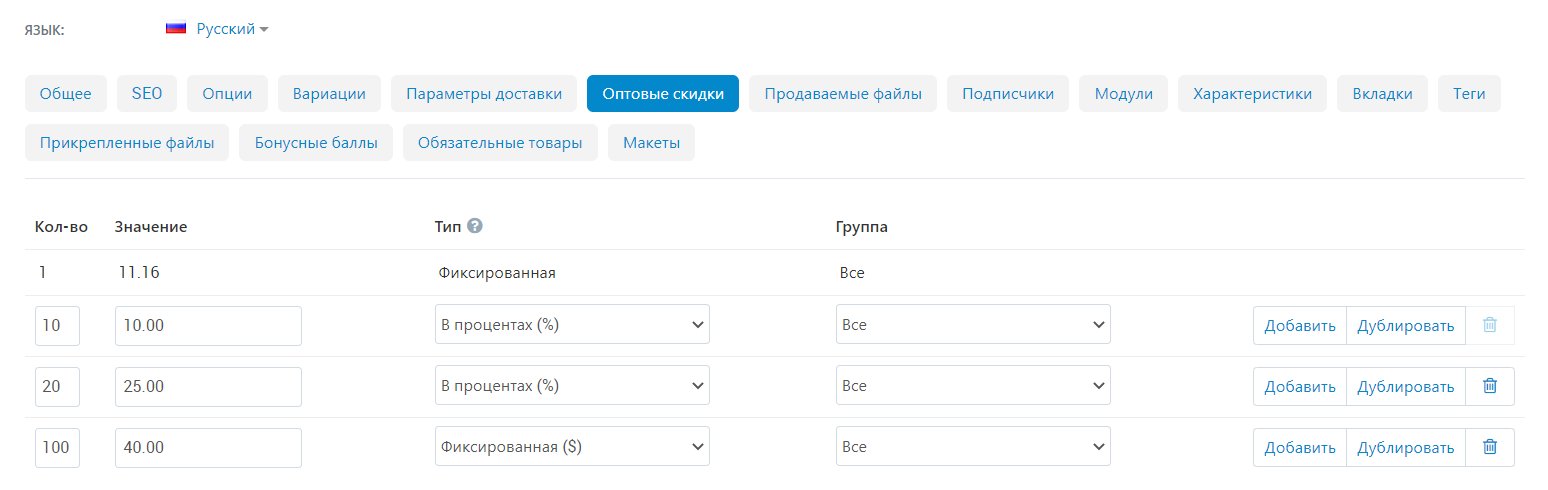 ЯЗЫК: Русский
Общее SEO Опции Вариации Параметры доставки Оптовые скидки Продаваемые файлы Подписчики Модули Характеристики Вкладки Теги
Прикрепленные файлы Бонусные баллы Обязательные товары Макеты
Кол-во Значение Тип ? Группа
1 11.16 Фиксированная Все
10 10.00 В процентах (%) Все Добавить Дублировать
20 25.00 В процентах (%) Все Добавить Дублировать
100 40.00 Фиксированная ($) Все Добавить Дублировать